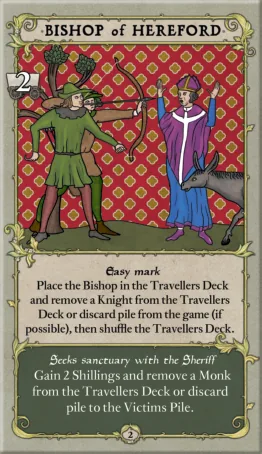 BISHOP of HEREFORD
2
Easy mark
Place the Bishop in the Travellers Deck
and remove a Knight from the Travellers
Deck or discard pile from the game (if
possible), then shuffle the Travellers Deck.
Seeks sanctuary with the Sheriff
Gain 2 Shillings and remove a Monk
from the Travellers Deck or discard
pile to the Victims Pile.
2